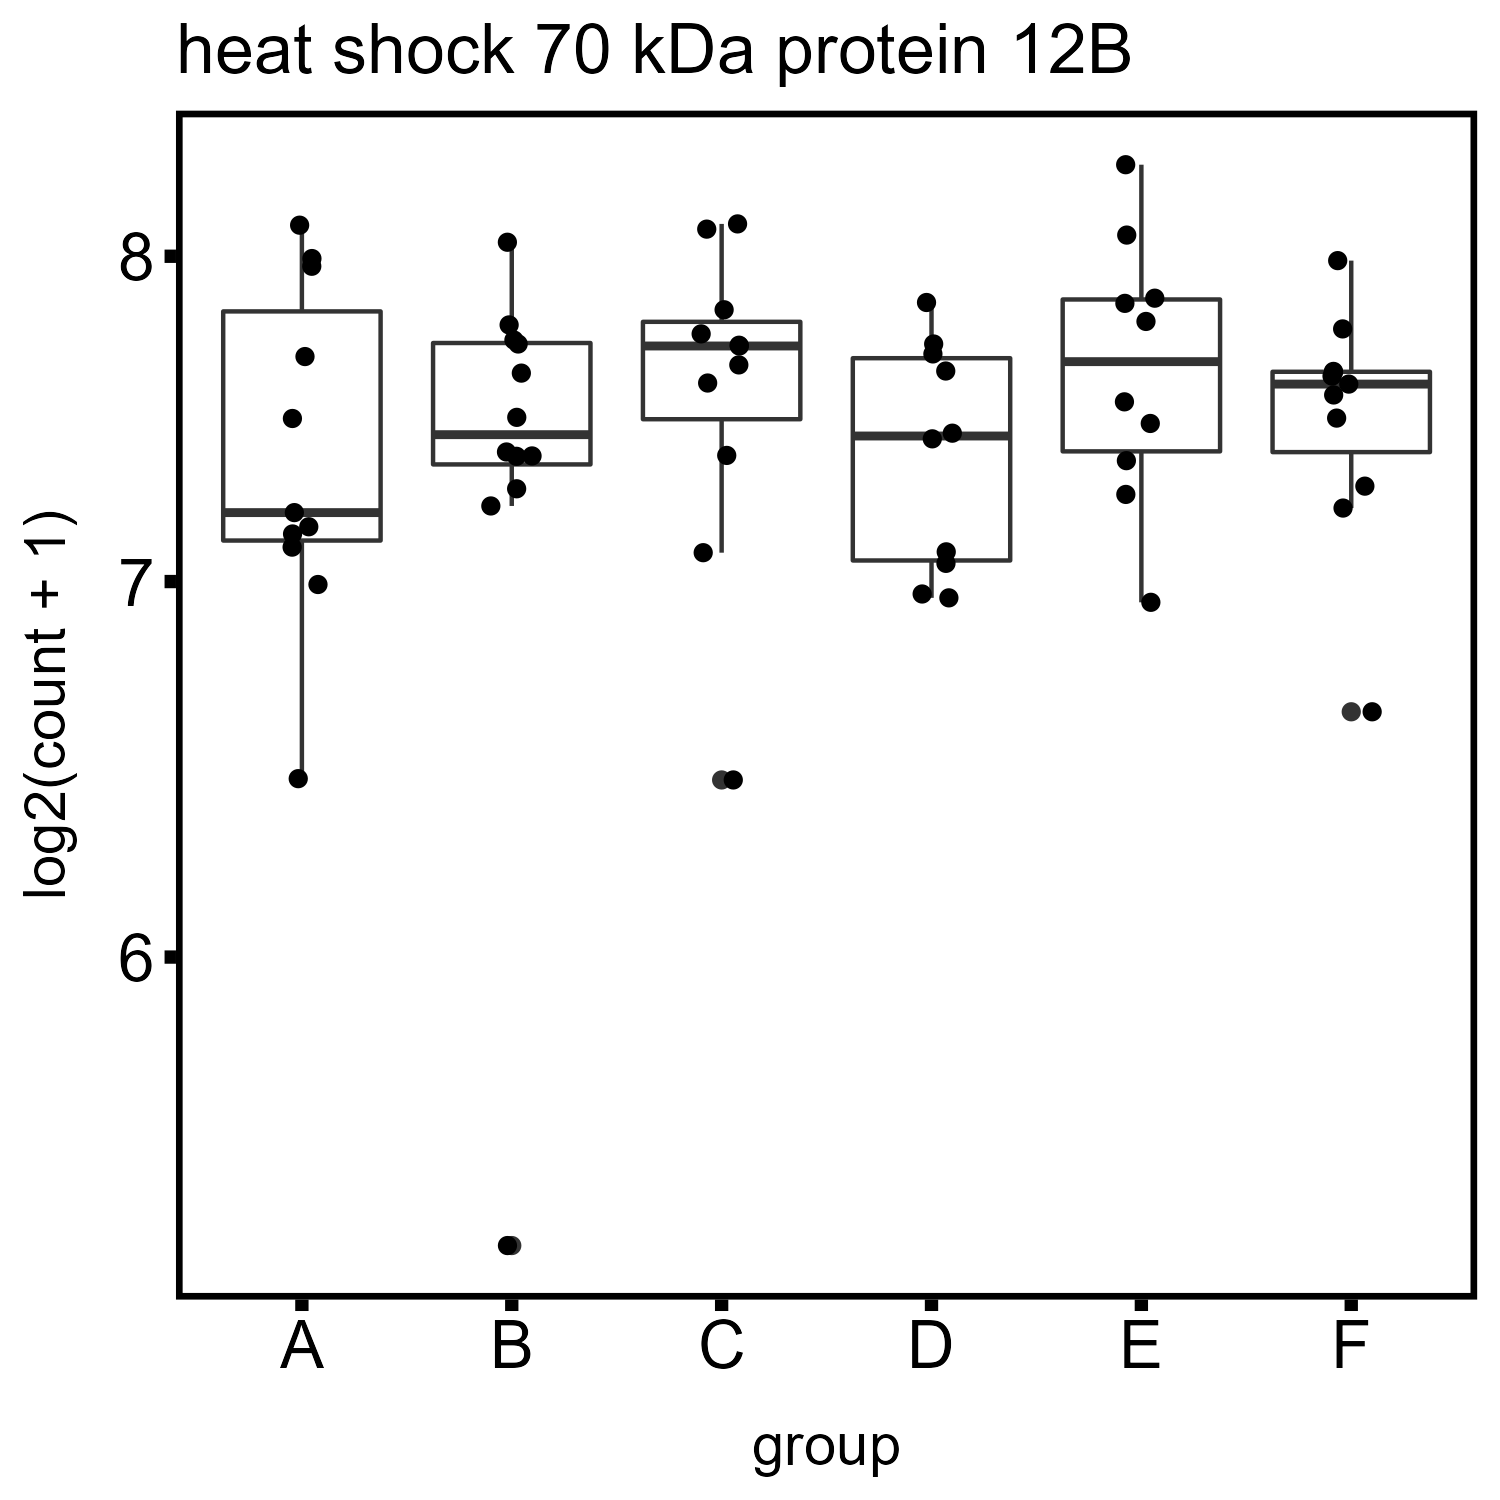 heat shock 70 kDa protein 12B
8
7
6
log2(count + 1)
A B C D E F
group